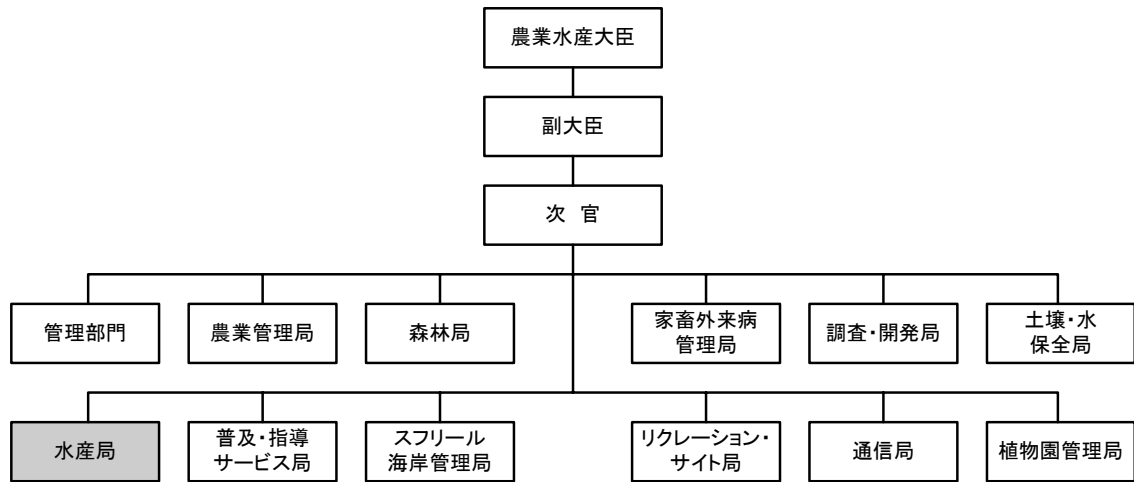 農業水産大臣
副大臣
次 官
管理部門
農業管理局
森林局
家畜外来病
管理局
調査・開発局
土壌・水
保全局
水産局
普及・指導
サービス局
スフリール
海岸管理局
リクレーション・
サイト局
通信局
植物園管理局